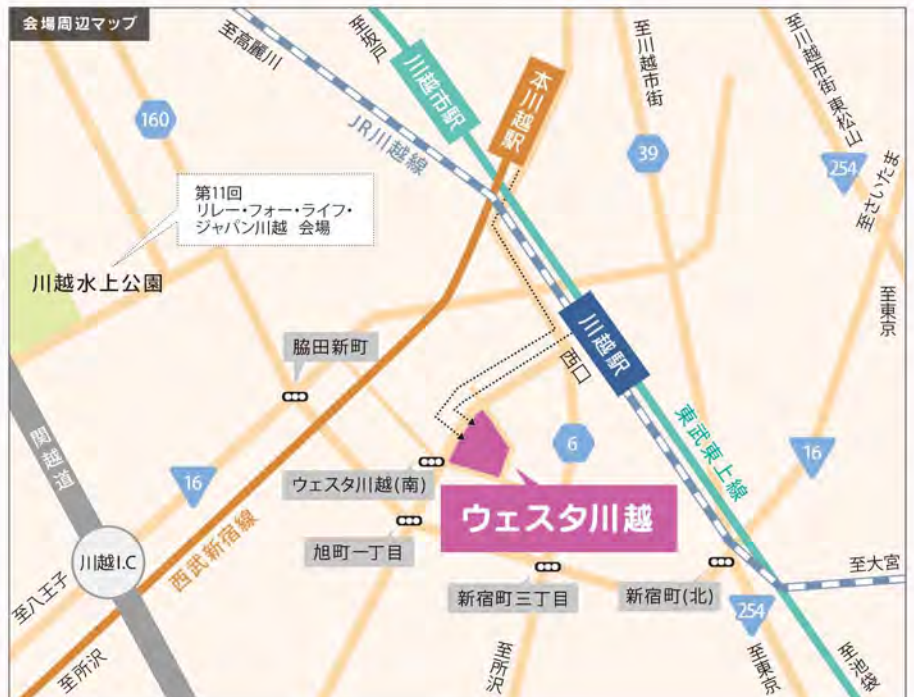 会場周辺マップ
至高麗川
至坂戸
川越市駅
本川越駅
至川越市街
至川越市街 東松山
160
JR川越線
39
254
至さいたま
第11回
リレー・フォー・ライフ・
ジャパン川越 会場
川越水上公園
至東京
脇田新町
川越駅
西口
関越道
16
ウェスタ川越(南)
6
東武東上線
16
ウェスタ川越
西武新宿線
旭町一丁目
川越I.C
新宿町三丁目
新宿町(北)
至大宮
至八王子
254
至所沢
至所沢
至東京
至池袋